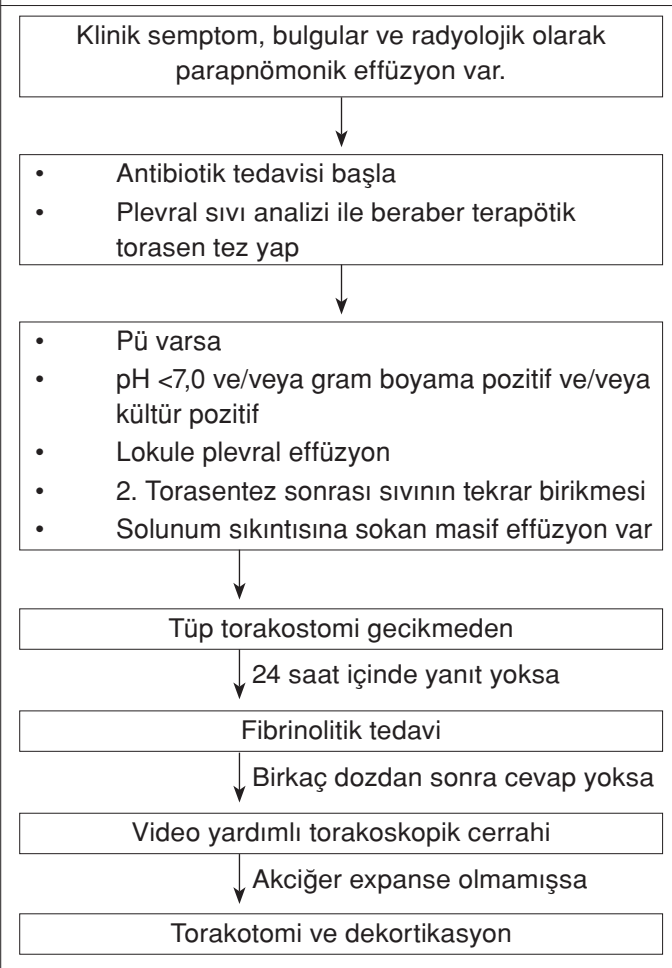 Klinik semptom, bulgular ve radyolojik olarak
parapnömonik effüzyon var.
• Antibiotik tedavisi başla
• Plevral sıvı analizi ile beraber terapötik
torasen tez yap
• Pü varsa
• pH <7,0 ve/veya gram boyama pozitif ve/veya
kültür pozitif
• Lokule plevral effüzyon
• 2. Torasentez sonrası sıvının tekrar birikmesi
• Solunum sıkıntısına sokan masif effüzyon var
Tüp torakostomi gecikmeden
24 saat içinde yanıt yoksa
Fibrinolitik tedavi
Birkaç dozdan sonra cevap yoksa
Video yardımlı torakoskopik cerrahi
Akciğer expanse olmamışsa
Torakotomi ve dekortikasyon